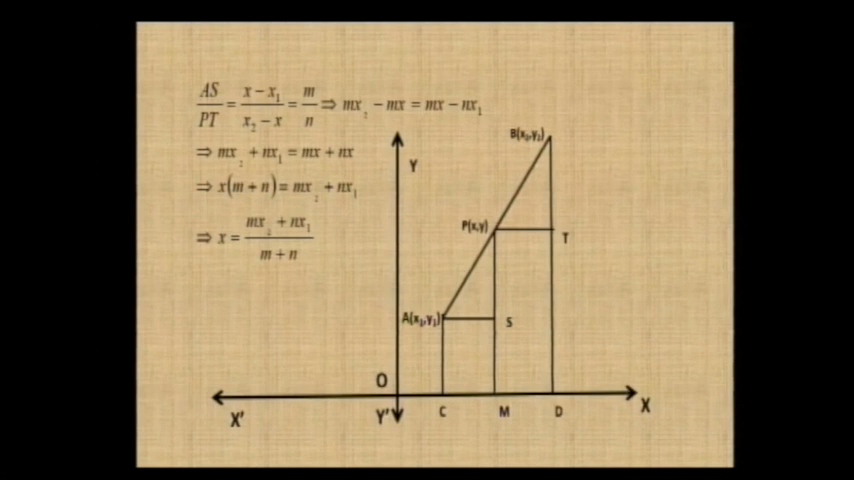 AS/PT = (x − x₁)/(x₂ − x) = m/n ⇒ mx₂ − mx = mx − nx₁
⇒ mx₂ + nx₁ = mx + nx
⇒ x(m + n) = mx₂ + nx₁
⇒ x = (mx₂ + nx₁)/(m + n)
B(x₂,y₂)
Y
P(x,y)
T
A(x₁,y₁)
S
O
X'
Y'
C
M
D
X